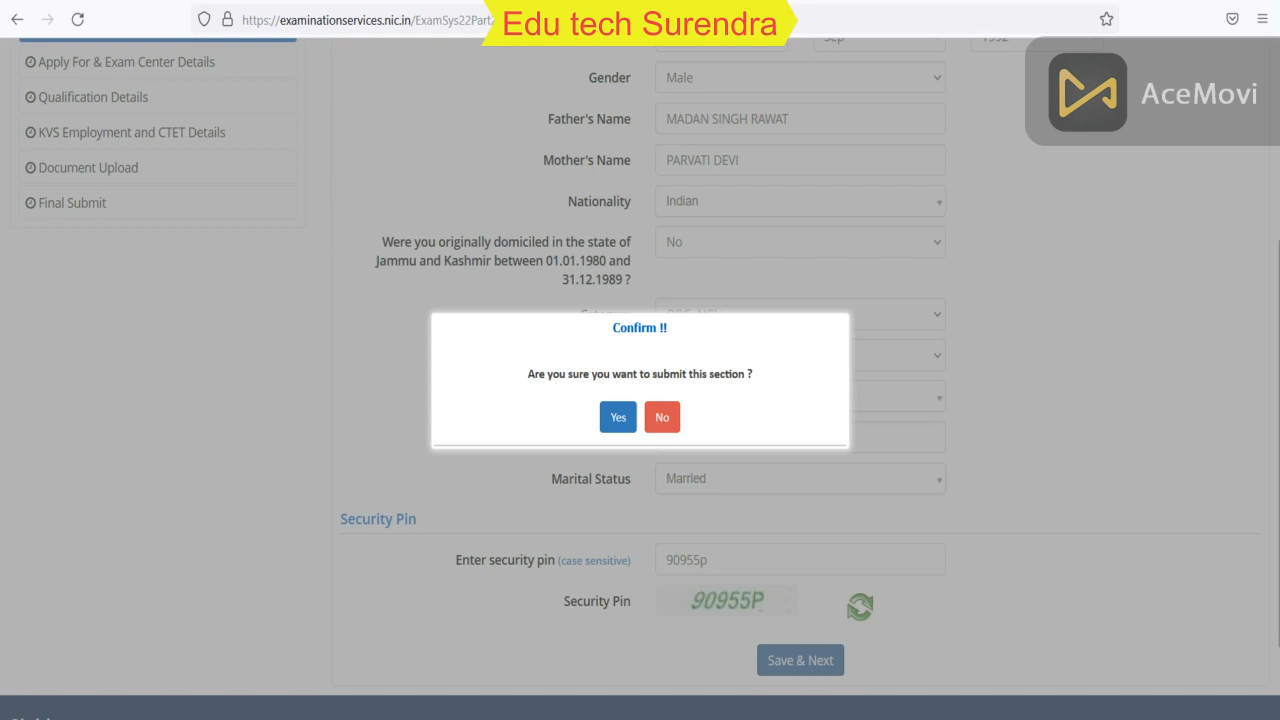 https://examinationservices.nic.in/ExamSys22Part
Edu tech Surendra
Sep
1992
AceMovi
Apply For & Exam Center Details
Qualification Details
KVS Employment and CTET Details
Document Upload
Final Submit
Gender
Male
Father's Name
MADAN SINGH RAWAT
Mother's Name
PARVATI DEVI
Nationality
Indian
Were you originally domiciled in the state of
Jammu and Kashmir between 01.01.1980 and
31.12.1989 ?
No
Confirm !!
Are you sure you want to submit this section ?
Yes
No
Marital Status
Married
Security Pin
Enter security pin (case sensitive)
90955p
Security Pin
90955P
Save & Next